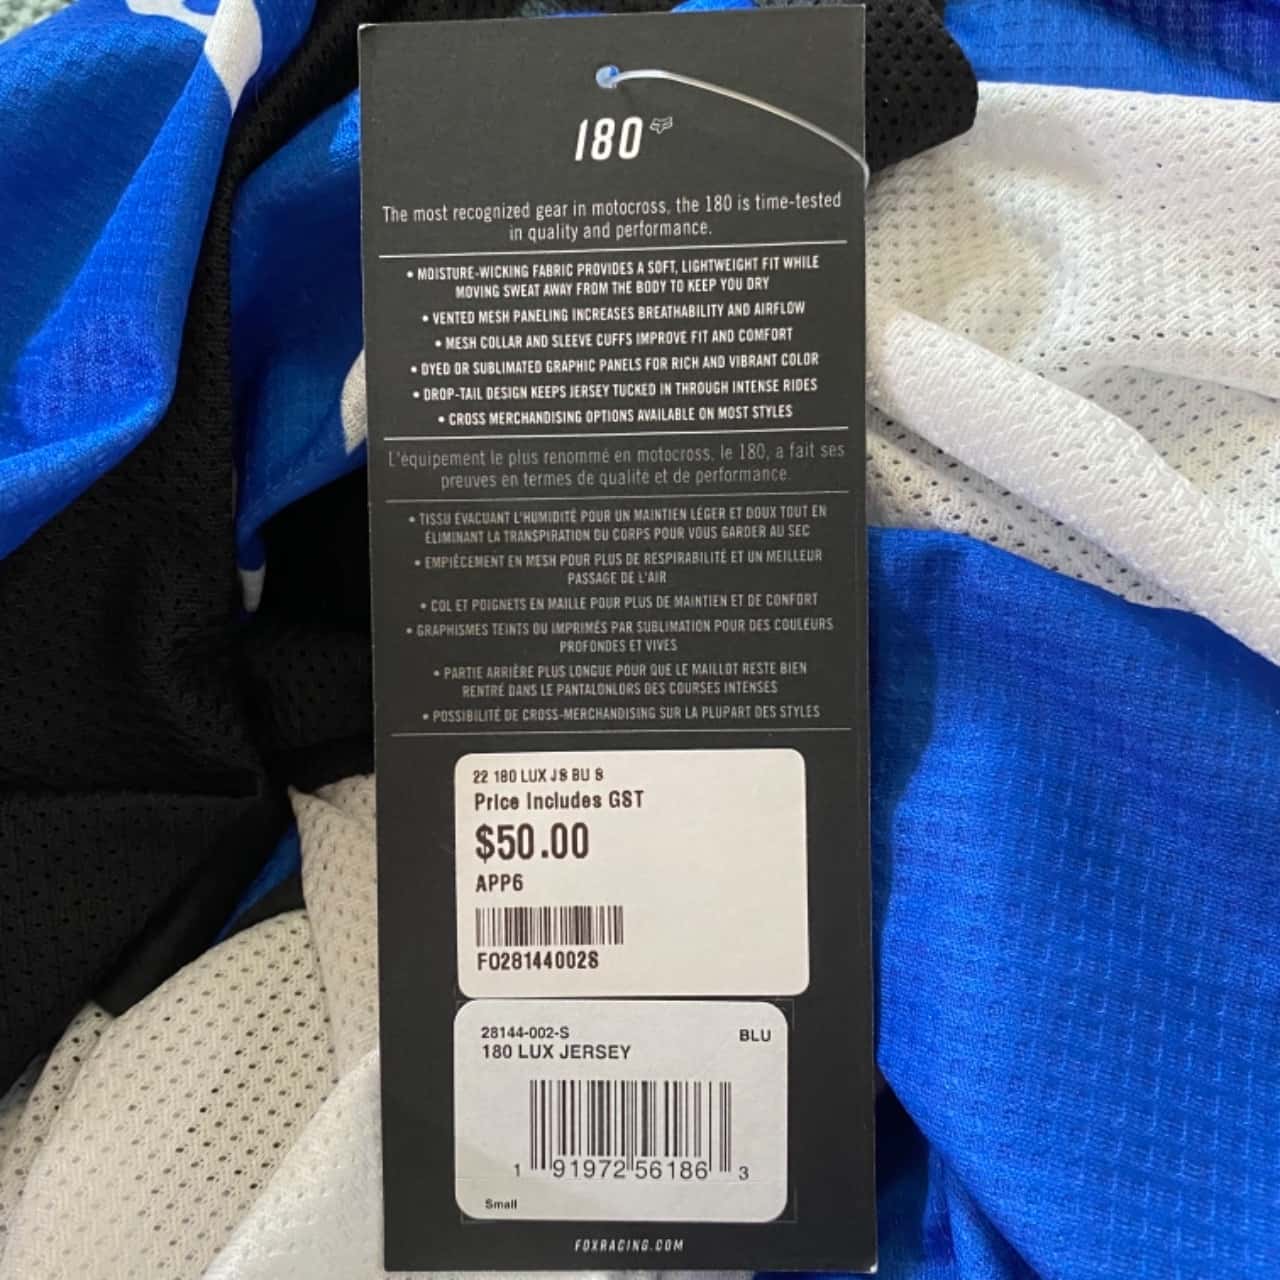 180
The most recognized gear in motocross, the 180 is time-tested
in quality and performance.
• MOISTURE-WICKING FABRIC PROVIDES A SOFT, LIGHTWEIGHT FIT WHILE
MOVING SWEAT AWAY FROM THE BODY TO KEEP YOU DRY
• VENTED MESH PANELING INCREASES BREATHABILITY AND AIRFLOW
• MESH COLLAR AND SLEEVE CUFFS IMPROVE FIT AND COMFORT
• DYED OR SUBLIMATED GRAPHIC PANELS FOR RICH AND VIBRANT COLOR
• DROP-TAIL DESIGN KEEPS JERSEY TUCKED IN THROUGH INTENSE RIDES
• CROSS MERCHANDISING OPTIONS AVAILABLE ON MOST STYLES
L'équipement le plus renommé en motocross, le 180, a fait ses
preuves en termes de qualité et de performance.
• TISSU ÉVACUANT L'HUMIDITÉ POUR UN MAINTIEN LÉGER ET DOUX TOUT EN
ÉLIMINANT LA TRANSPIRATION DU CORPS POUR VOUS GARDER AU SEC
• EMPIÈCEMENT EN MESH POUR PLUS DE RESPIRABILITÉ ET UN MEILLEUR
PASSAGE DE L'AIR
• COL ET POIGNETS EN MAILLE POUR PLUS DE MAINTIEN ET DE CONFORT
• GRAPHISMES TEINTS OU IMPRIMÉS PAR SUBLIMATION POUR DES COULEURS
PROFONDES ET VIVES
• PARTIE ARRIÈRE PLUS LONGUE POUR QUE LE MAILLOT RESTE BIEN
RENTRÉ DANS LE PANTALONLORS DES COURSES INTENSES
• POSSIBILITÉ DE CROSS-MERCHANDISING SUR LA PLUPART DES STYLES
22 180 LUX JS BU S
Price Includes GST
$50.00
APP6
FO28144002S
28144-002-S BLU
180 LUX JERSEY
1 91972 56186 3
Small
FOXRACING.COM